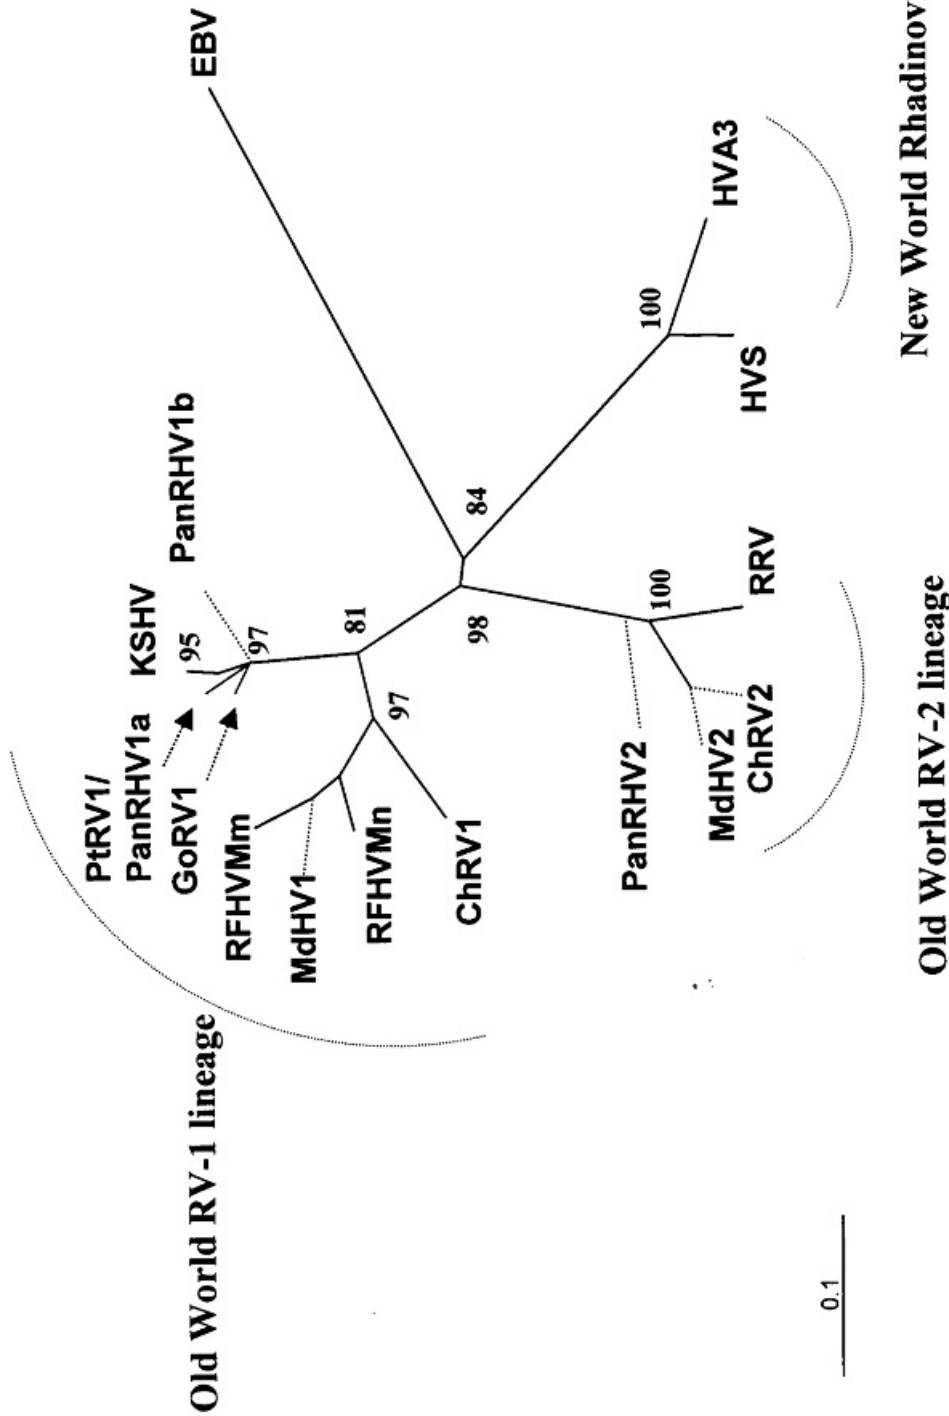 EBV
HVA3
100
HVS
New World Rhadinov
PanRHV1b
84
KSHV
95
97
81
98
100
RRV
PtRV1/
PanRHV1a
GoRV1
97
RFHVMm
MdHV1
RFHVMn
ChRV1
PanRHV2
MdHV2
ChRV2
Old World RV-2 lineage
Old World RV-1 lineage
0.1